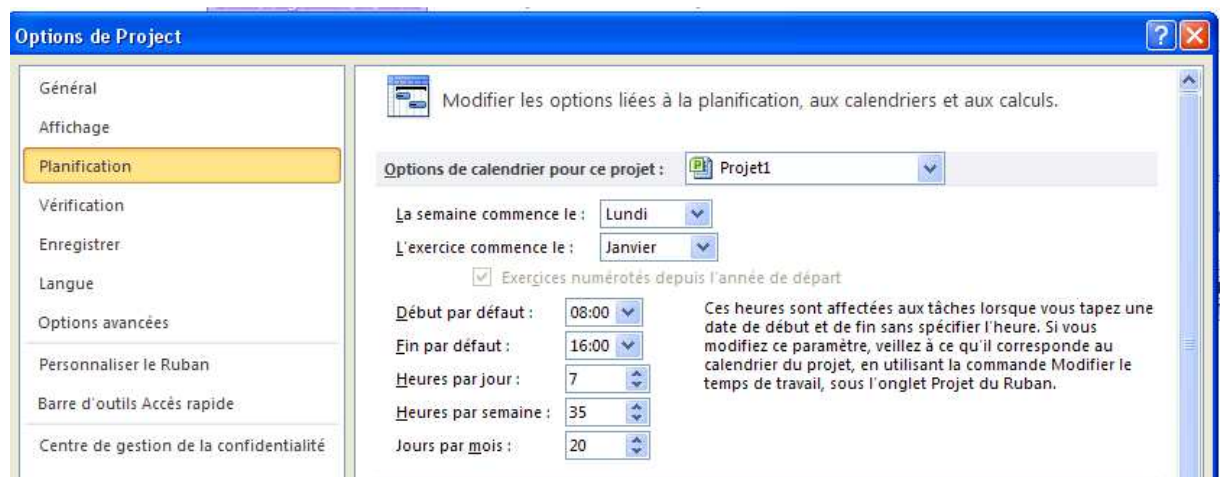 Options de Project
Général
Affichage
Planification
Vérification
Enregistrer
Langue
Options avancées
Personnaliser le Ruban
Barre d'outils Accès rapide
Centre de gestion de la confidentialité
Modifier les options liées à la planification, aux calendriers et aux calculs.
Options de calendrier pour ce projet : Projet1
La semaine commence le : Lundi
L'exercice commence le : Janvier
Exercices numérotés depuis l'année de départ
Début par défaut : 08:00
Fin par défaut : 16:00
Heures par jour : 7
Heures par semaine : 35
Jours par mois : 20
Ces heures sont affectées aux tâches lorsque vous tapez une
date de début et de fin sans spécifier l'heure. Si vous
modifiez ce paramètre, veillez à ce qu'il corresponde au
calendrier du projet, en utilisant la commande Modifier le
temps de travail, sous l'onglet Projet du Ruban.